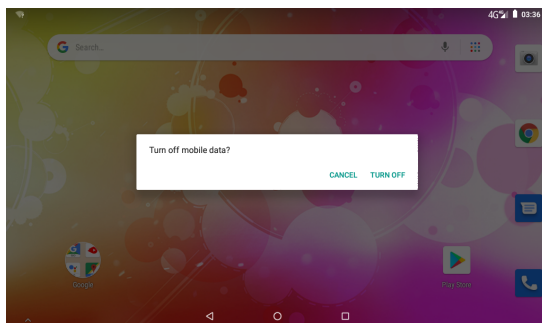 4G 03:36
G Search...
Turn off mobile data?
CANCEL TURN OFF
Google
Play Store